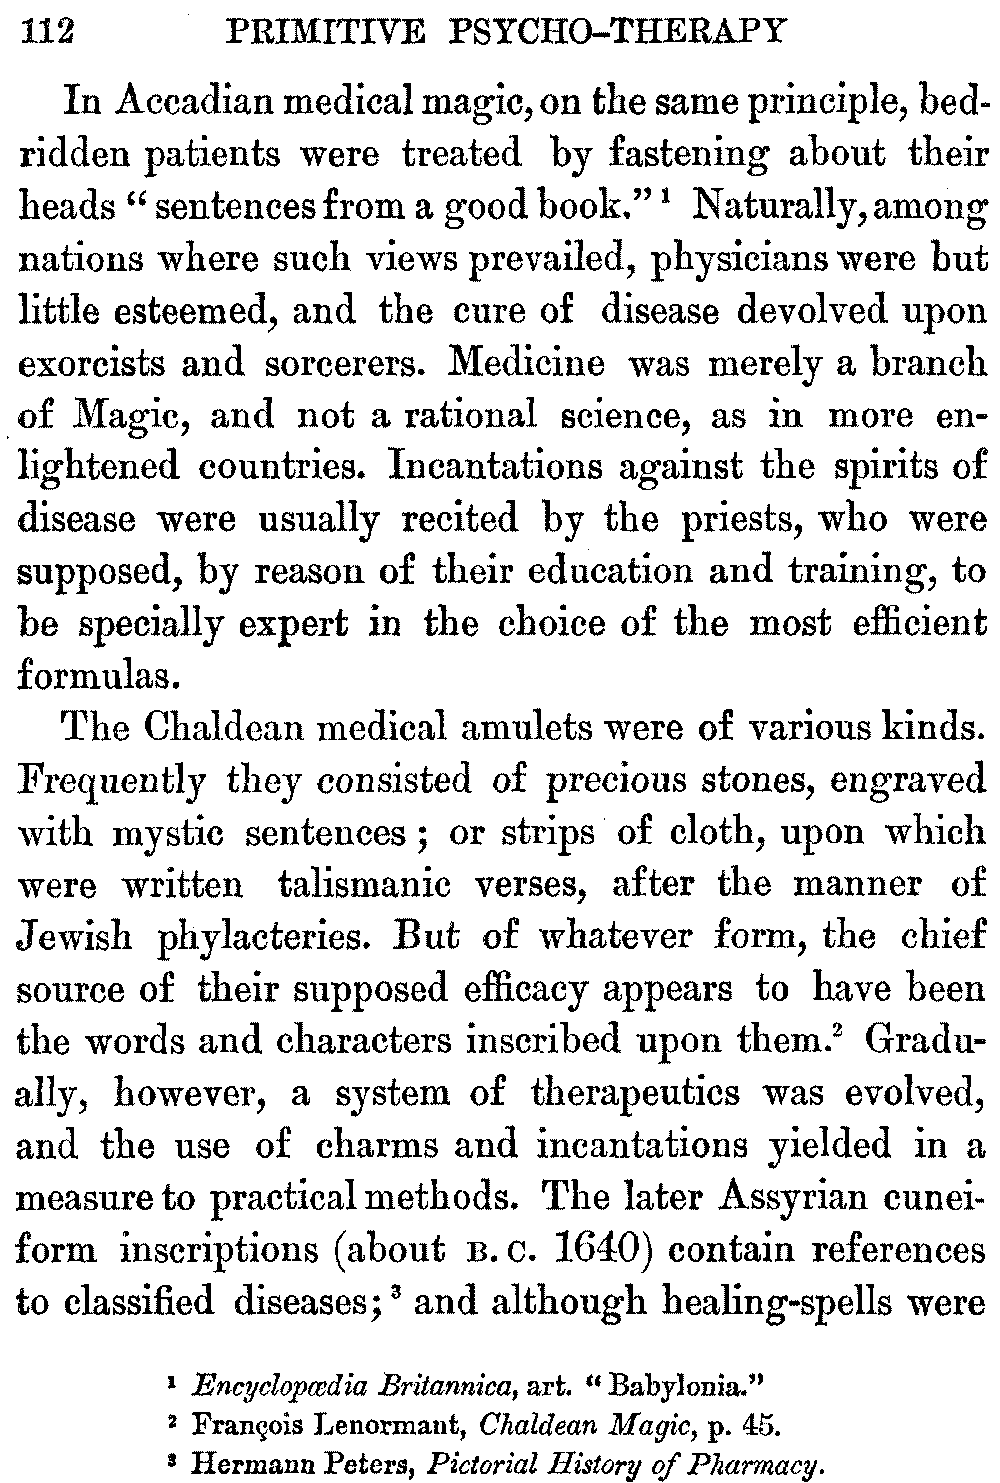 112 PRIMITIVE PSYCHO-THERAPY
In Accadian medical magic, on the same principle, bed-
ridden patients were treated by fastening about their
heads “sentences from a good book.” ¹ Naturally, among
nations where such views prevailed, physicians were but
little esteemed, and the cure of disease devolved upon
exorcists and sorcerers. Medicine was merely a branch
of Magic, and not a rational science, as in more en-
lightened countries. Incantations against the spirits of
disease were usually recited by the priests, who were
supposed, by reason of their education and training, to
be specially expert in the choice of the most efficient
formulas.
The Chaldean medical amulets were of various kinds.
Frequently they consisted of precious stones, engraved
with mystic sentences ; or strips of cloth, upon which
were written talismanic verses, after the manner of
Jewish phylacteries. But of whatever form, the chief
source of their supposed efficacy appears to have been
the words and characters inscribed upon them.² Gradu-
ally, however, a system of therapeutics was evolved,
and the use of charms and incantations yielded in a
measure to practical methods. The later Assyrian cunei-
form inscriptions (about B. C. 1640) contain references
to classified diseases; ³ and although healing-spells were
¹ Encyclopædia Britannica, art. “Babylonia.”
² François Lenormant, Chaldean Magic, p. 45.
³ Hermann Peters, Pictorial History of Pharmacy.